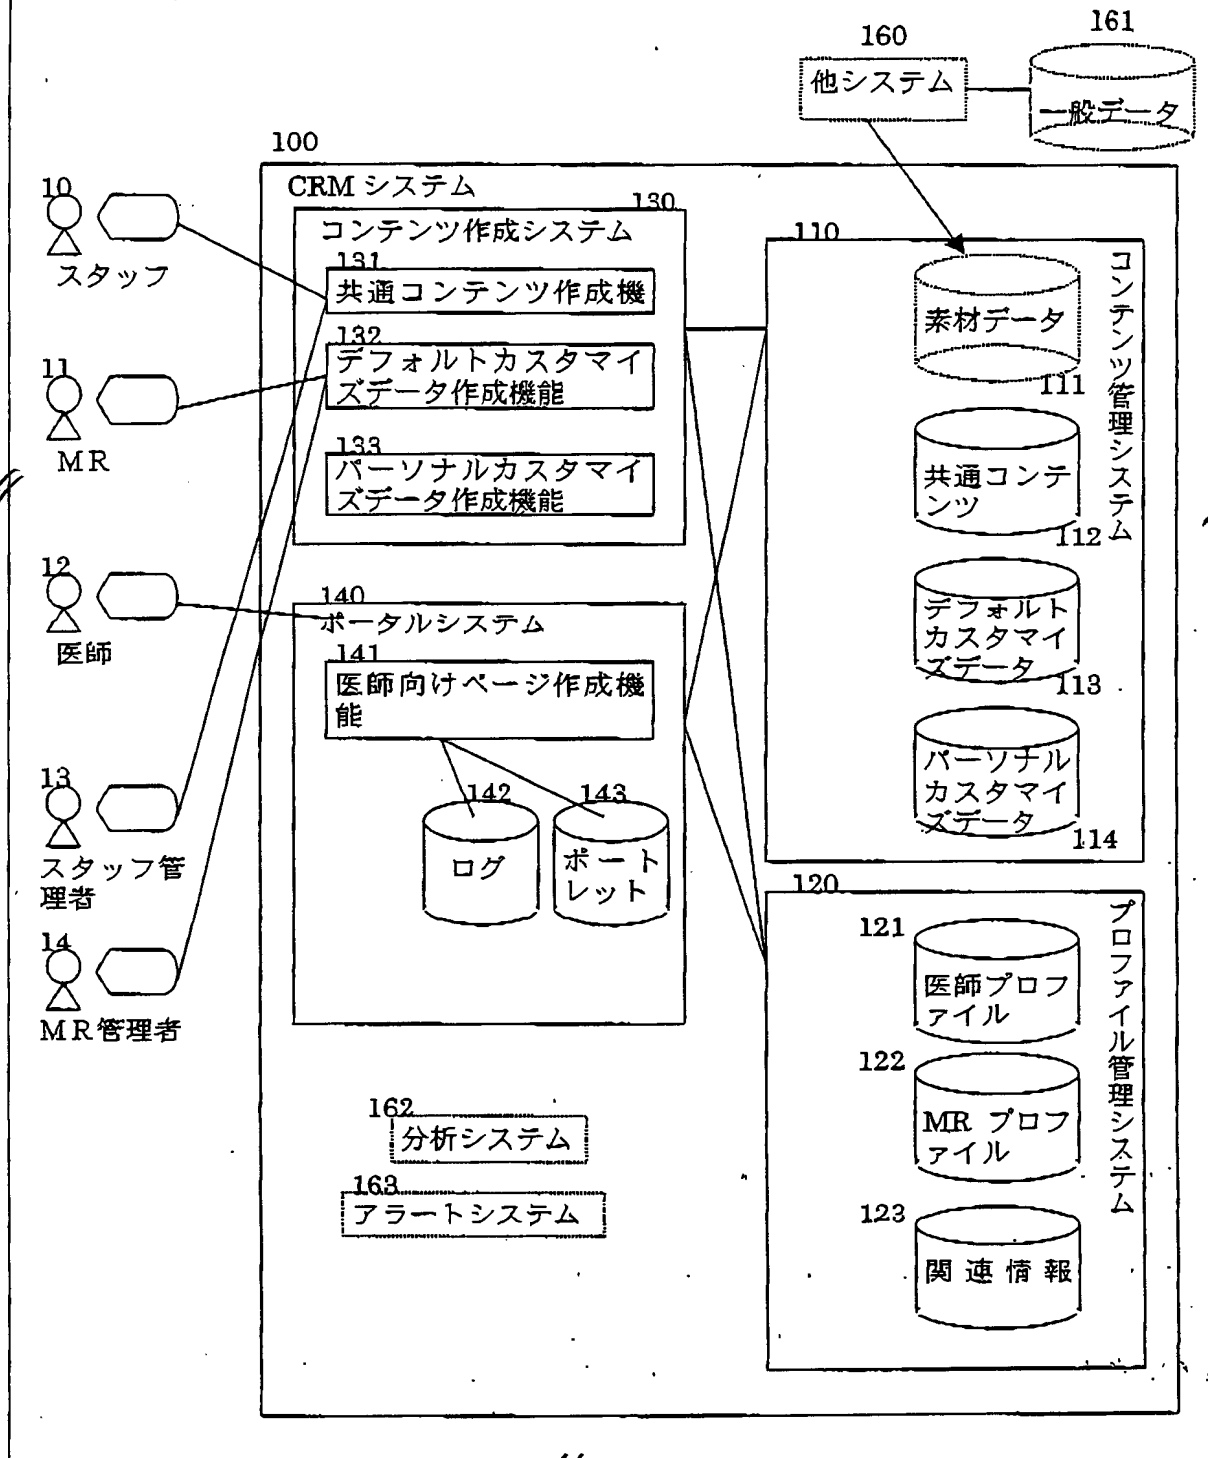 161
160
他システム
一般データ
100
CRM システム
10
スタッフ
130
コンテンツ作成システム
131
共通コンテンツ作成機
132
デフォルトカスタマイ
ズデータ作成機能
133
パーソナルカスタマイ
ズデータ作成機能
11
MR
12
医師
13
スタッフ管
理者
14
MR管理者
140
ポータルシステム
141
医師向けページ作成機
能
142
ログ
143
ポート
レット
162
分析システム
163
アラートシステム
110
コンテンツ管理システム
素材データ
111
共通コンテ
ンツ
112
デフォルト
カスタマイ
ズデータ
113
パーソナル
カスタマイ
ズデータ
114
120
プロファイル管理システム
121
医師プロフ
ァイル
122
MR プロフ
ァイル
123
関連情報